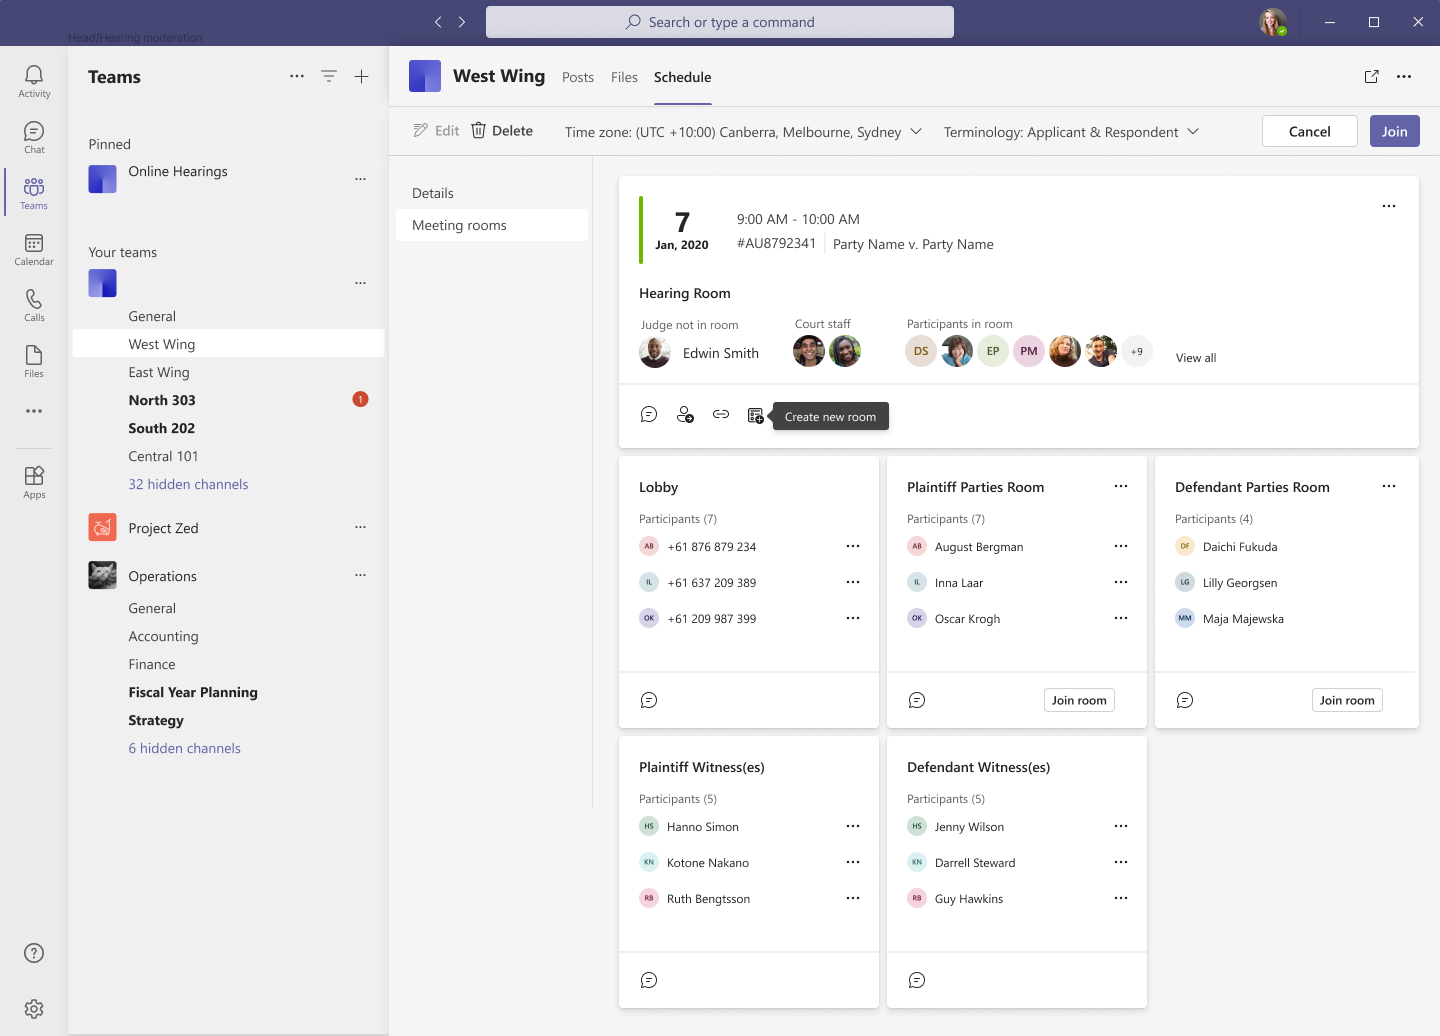 Search or type a command
Head/Hearing moderation
Activity
Chat
Teams
Calendar
Calls
Files
Apps
Teams
Pinned
Online Hearings
Your teams
General
West Wing
East Wing
North 303
1
South 202
Central 101
32 hidden channels
Project Zed
Operations
General
Accounting
Finance
Fiscal Year Planning
Strategy
6 hidden channels
West Wing
Posts
Files
Schedule
Edit
Delete
Time zone: (UTC +10:00) Canberra, Melbourne, Sydney
Terminology: Applicant & Respondent
Cancel
Join
Details
Meeting rooms
7
Jan, 2020
9:00 AM - 10:00 AM
#AU8792341
Party Name v. Party Name
Hearing Room
Judge not in room
Edwin Smith
Court staff
Participants in room
DS
EP
PM
+9
View all
Create new room
Lobby
Participants (7)
AB +61 876 879 234
IL +61 637 209 389
OK +61 209 987 399
Plaintiff Parties Room
Participants (7)
AB August Bergman
IL Inna Laar
OK Oscar Krogh
Join room
Defendant Parties Room
Participants (4)
DF Daichi Fukuda
LG Lilly Georgsen
MM Maja Majewska
Join room
Plaintiff Witness(es)
Participants (5)
HS Hanno Simon
KN Kotone Nakano
RB Ruth Bengtsson
Defendant Witness(es)
Participants (5)
HS Jenny Wilson
KN Darrell Steward
RB Guy Hawkins